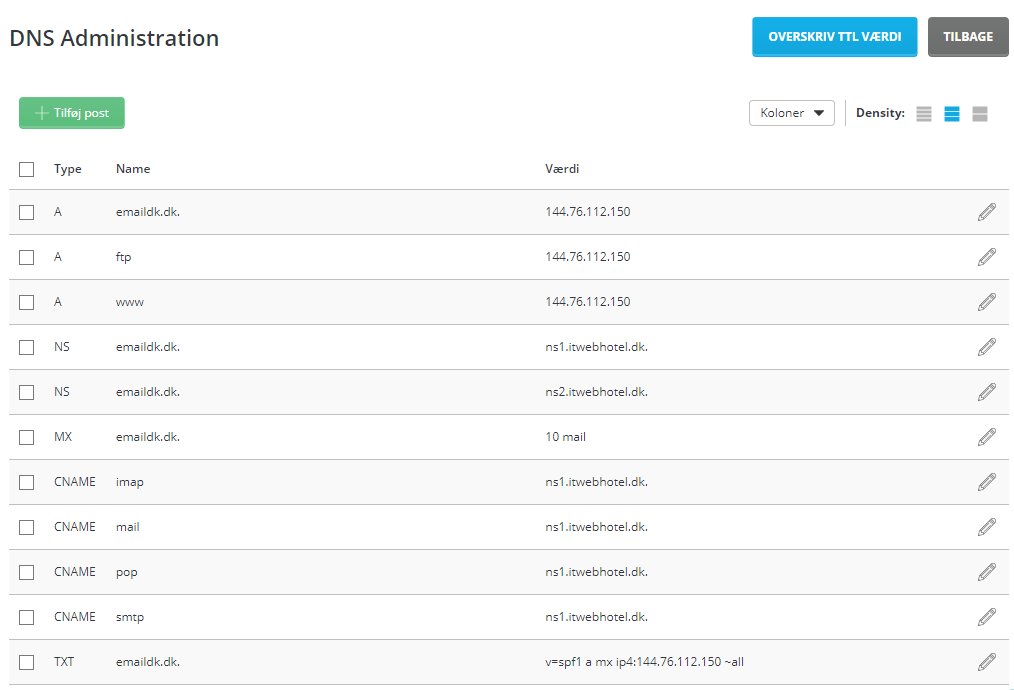 DNS Administration
OVERSKRIV TTL VÆRDI
TILBAGE
Tilføj post
Koloner
Density:
Type Name Værdi
A emaildk.dk. 144.76.112.150
A ftp 144.76.112.150
A www 144.76.112.150
NS emaildk.dk. ns1.itwebhotel.dk.
NS emaildk.dk. ns2.itwebhotel.dk.
MX emaildk.dk. 10 mail
CNAME imap ns1.itwebhotel.dk.
CNAME mail ns1.itwebhotel.dk.
CNAME pop ns1.itwebhotel.dk.
CNAME smtp ns1.itwebhotel.dk.
TXT emaildk.dk. v=spf1 a mx ip4:144.76.112.150 ~all